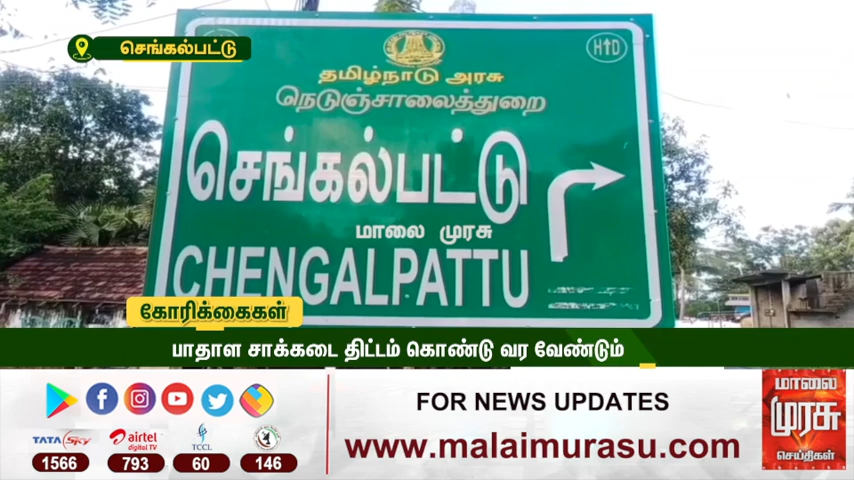 செங்கல்பட்டு
H D
தமிழ்நாடு அரசு
நெடுஞ்சாலைத்துறை
செங்கல்பட்டு
மாலை முரசு
CHENGALPATTU
கோரிக்கைகள்
பாதாள சாக்கடை திட்டம் கொண்டு வர வேண்டும்
FOR NEWS UPDATES
www.malaimurasu.com
TATA SKY
1566
airtel
digital TV
793
TCCL
60
146
மாலை
முரசு
செய்திகள்